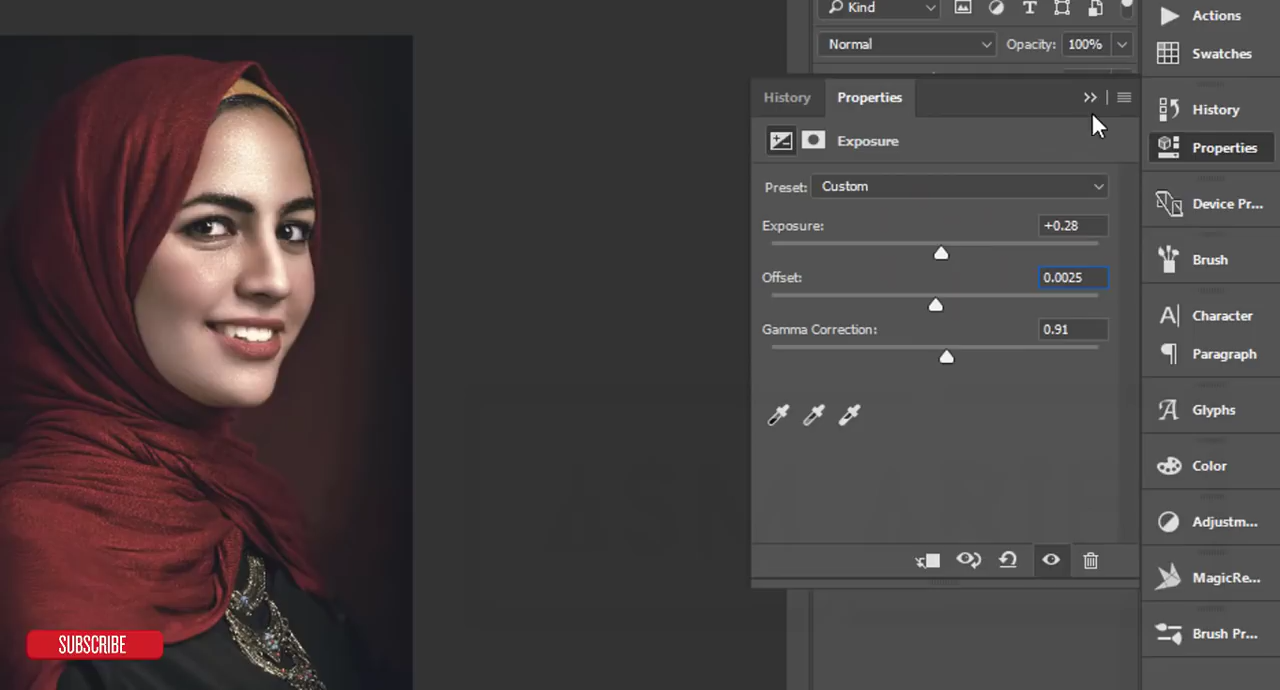 Kind
Normal
Opacity: 100%
History
Properties
Exposure
Preset: Custom
Exposure: +0.28
Offset: 0.0025
Gamma Correction: 0.91
Actions
Swatches
History
Properties
Device Pr...
Brush
Character
Paragraph
Glyphs
Color
Adjustm...
MagicRe...
Brush Pr...
SUBSCRIBE